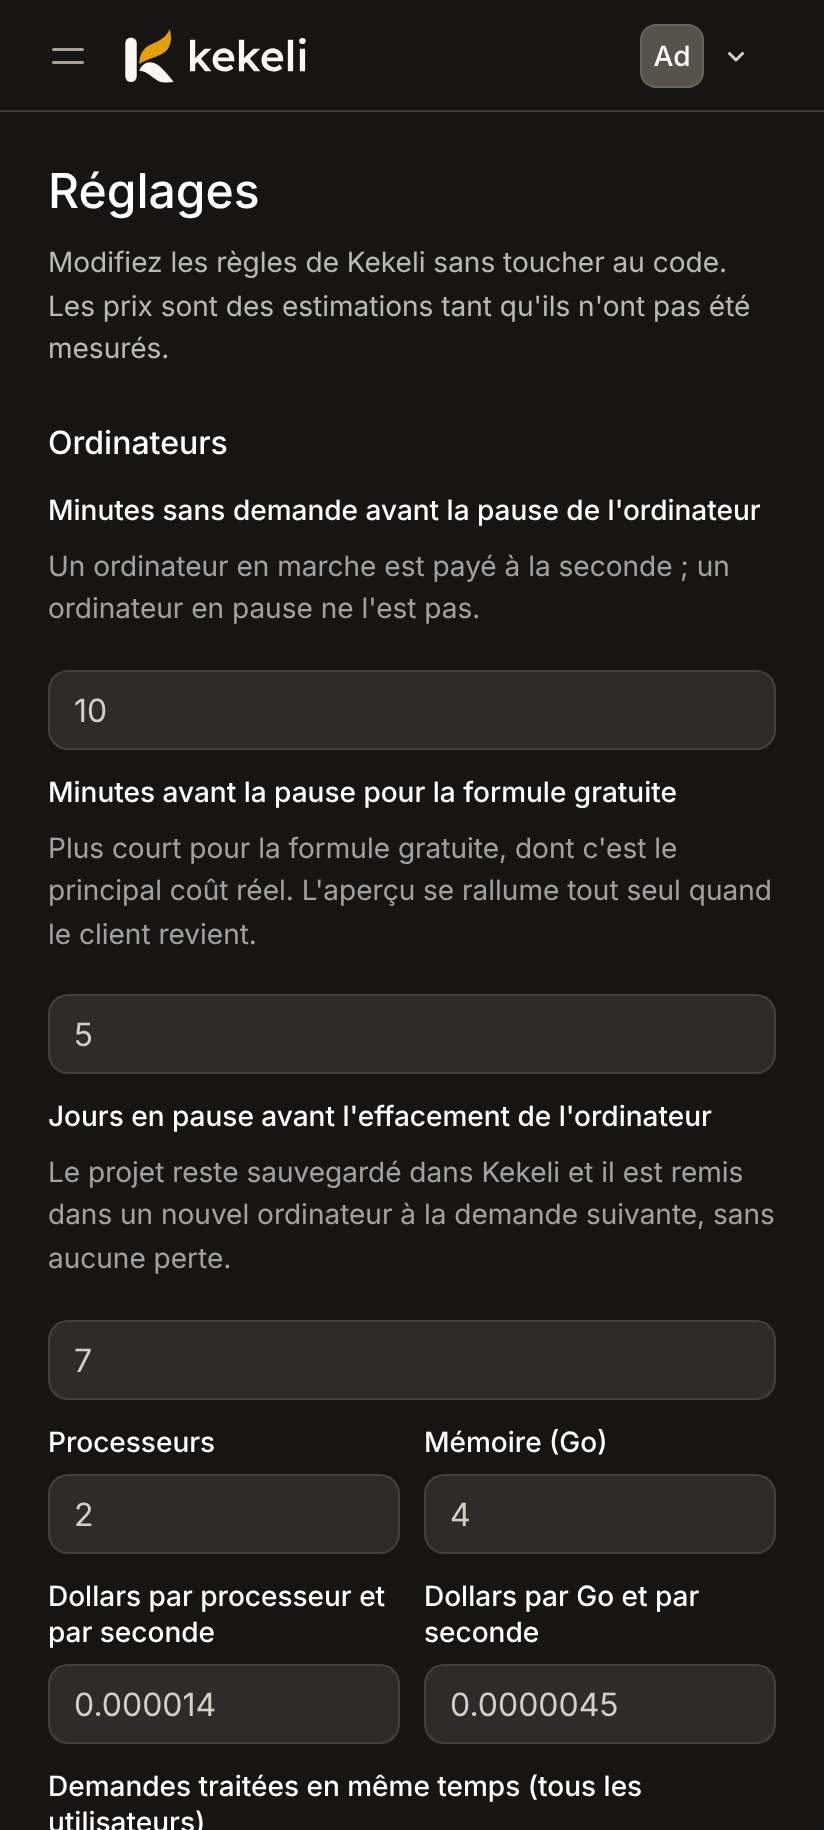 kekeli
Ad
Réglages
Modifiez les règles de Kekeli sans toucher au code.
Les prix sont des estimations tant qu'ils n'ont pas été
mesurés.
Ordinateurs
Minutes sans demande avant la pause de l'ordinateur
Un ordinateur en marche est payé à la seconde ; un
ordinateur en pause ne l'est pas.
10
Minutes avant la pause pour la formule gratuite
Plus court pour la formule gratuite, dont c'est le
principal coût réel. L'aperçu se rallume tout seul quand
le client revient.
5
Jours en pause avant l'effacement de l'ordinateur
Le projet reste sauvegardé dans Kekeli et il est remis
dans un nouvel ordinateur à la demande suivante, sans
aucune perte.
7
Processeurs
2
Mémoire (Go)
4
Dollars par processeur et
par seconde
0.000014
Dollars par Go et par
seconde
0.0000045
Demandes traitées en même temps (tous les
utilisateurs)